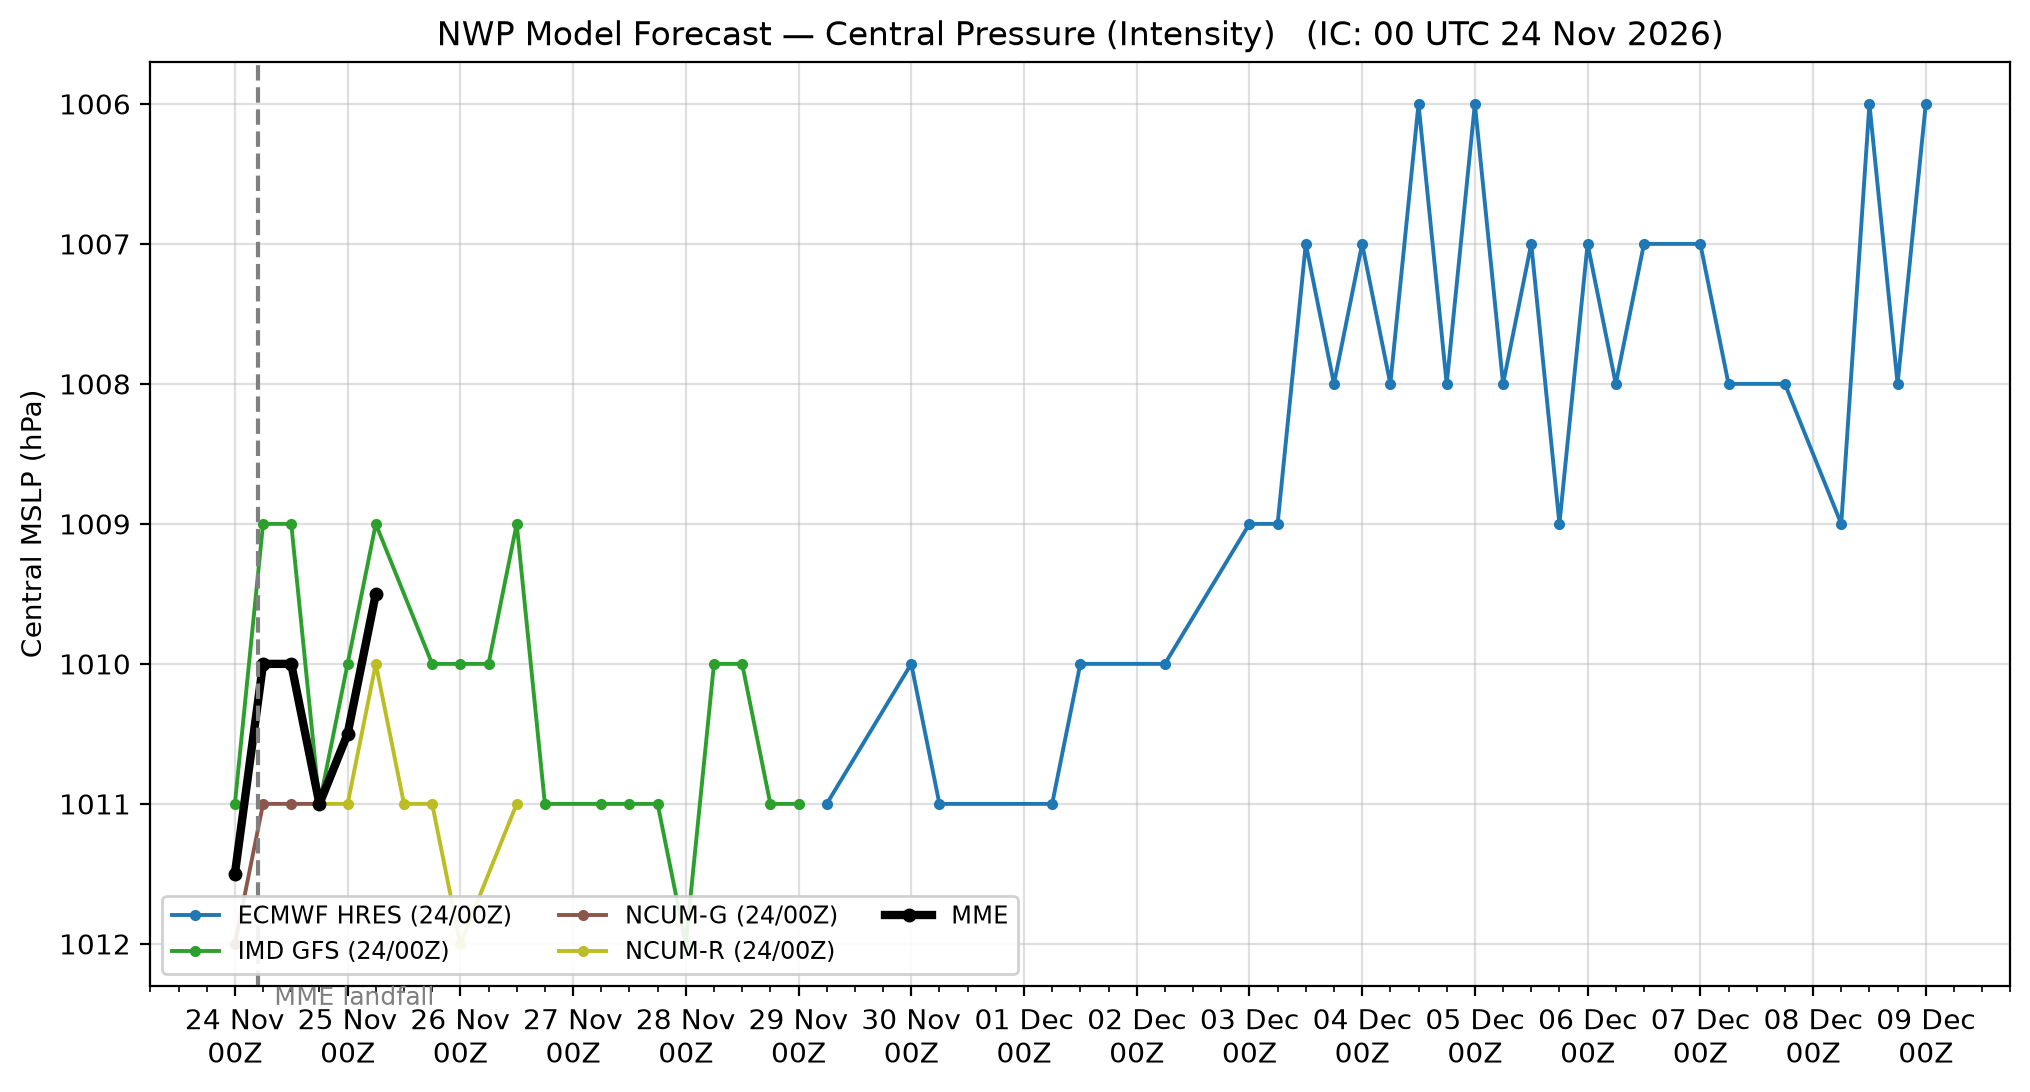 NWP Model Forecast — Central Pressure (Intensity)   (IC: 00 UTC 24 Nov 2026)
Central MSLP (hPa)
1006
1007
1008
1009
1010
1011
1012
ECMWF HRES (24/00Z)
IMD GFS (24/00Z)
NCUM-G (24/00Z)
NCUM-R (24/00Z)
MME
MME landfall
24 Nov 25 Nov 26 Nov 27 Nov 28 Nov 29 Nov 30 Nov 01 Dec 02 Dec 03 Dec 04 Dec 05 Dec 06 Dec 07 Dec 08 Dec 09 Dec
00Z 00Z 00Z 00Z 00Z 00Z 00Z 00Z 00Z 00Z 00Z 00Z 00Z 00Z 00Z 00Z